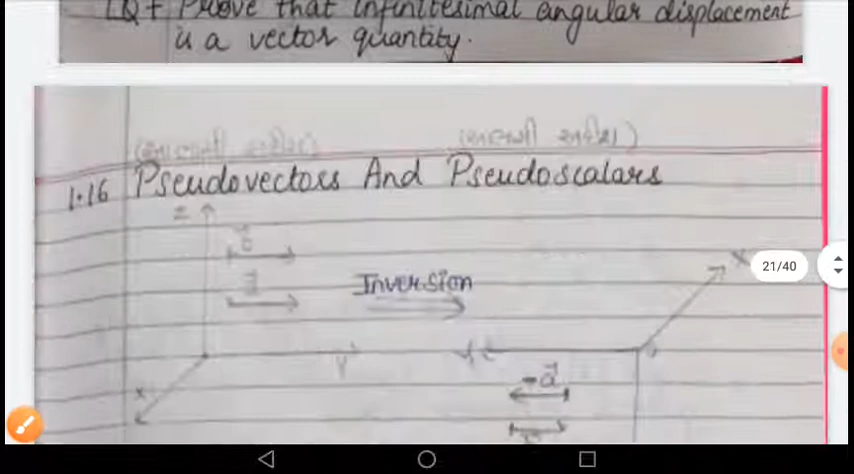 LQ+ Prove that infinitesimal angular displacement
is a vector quantity.
1.16 Pseudovectors And Pseudoscalars
Z
Inversion
X
21/40
Y
Y
-a⃗
X